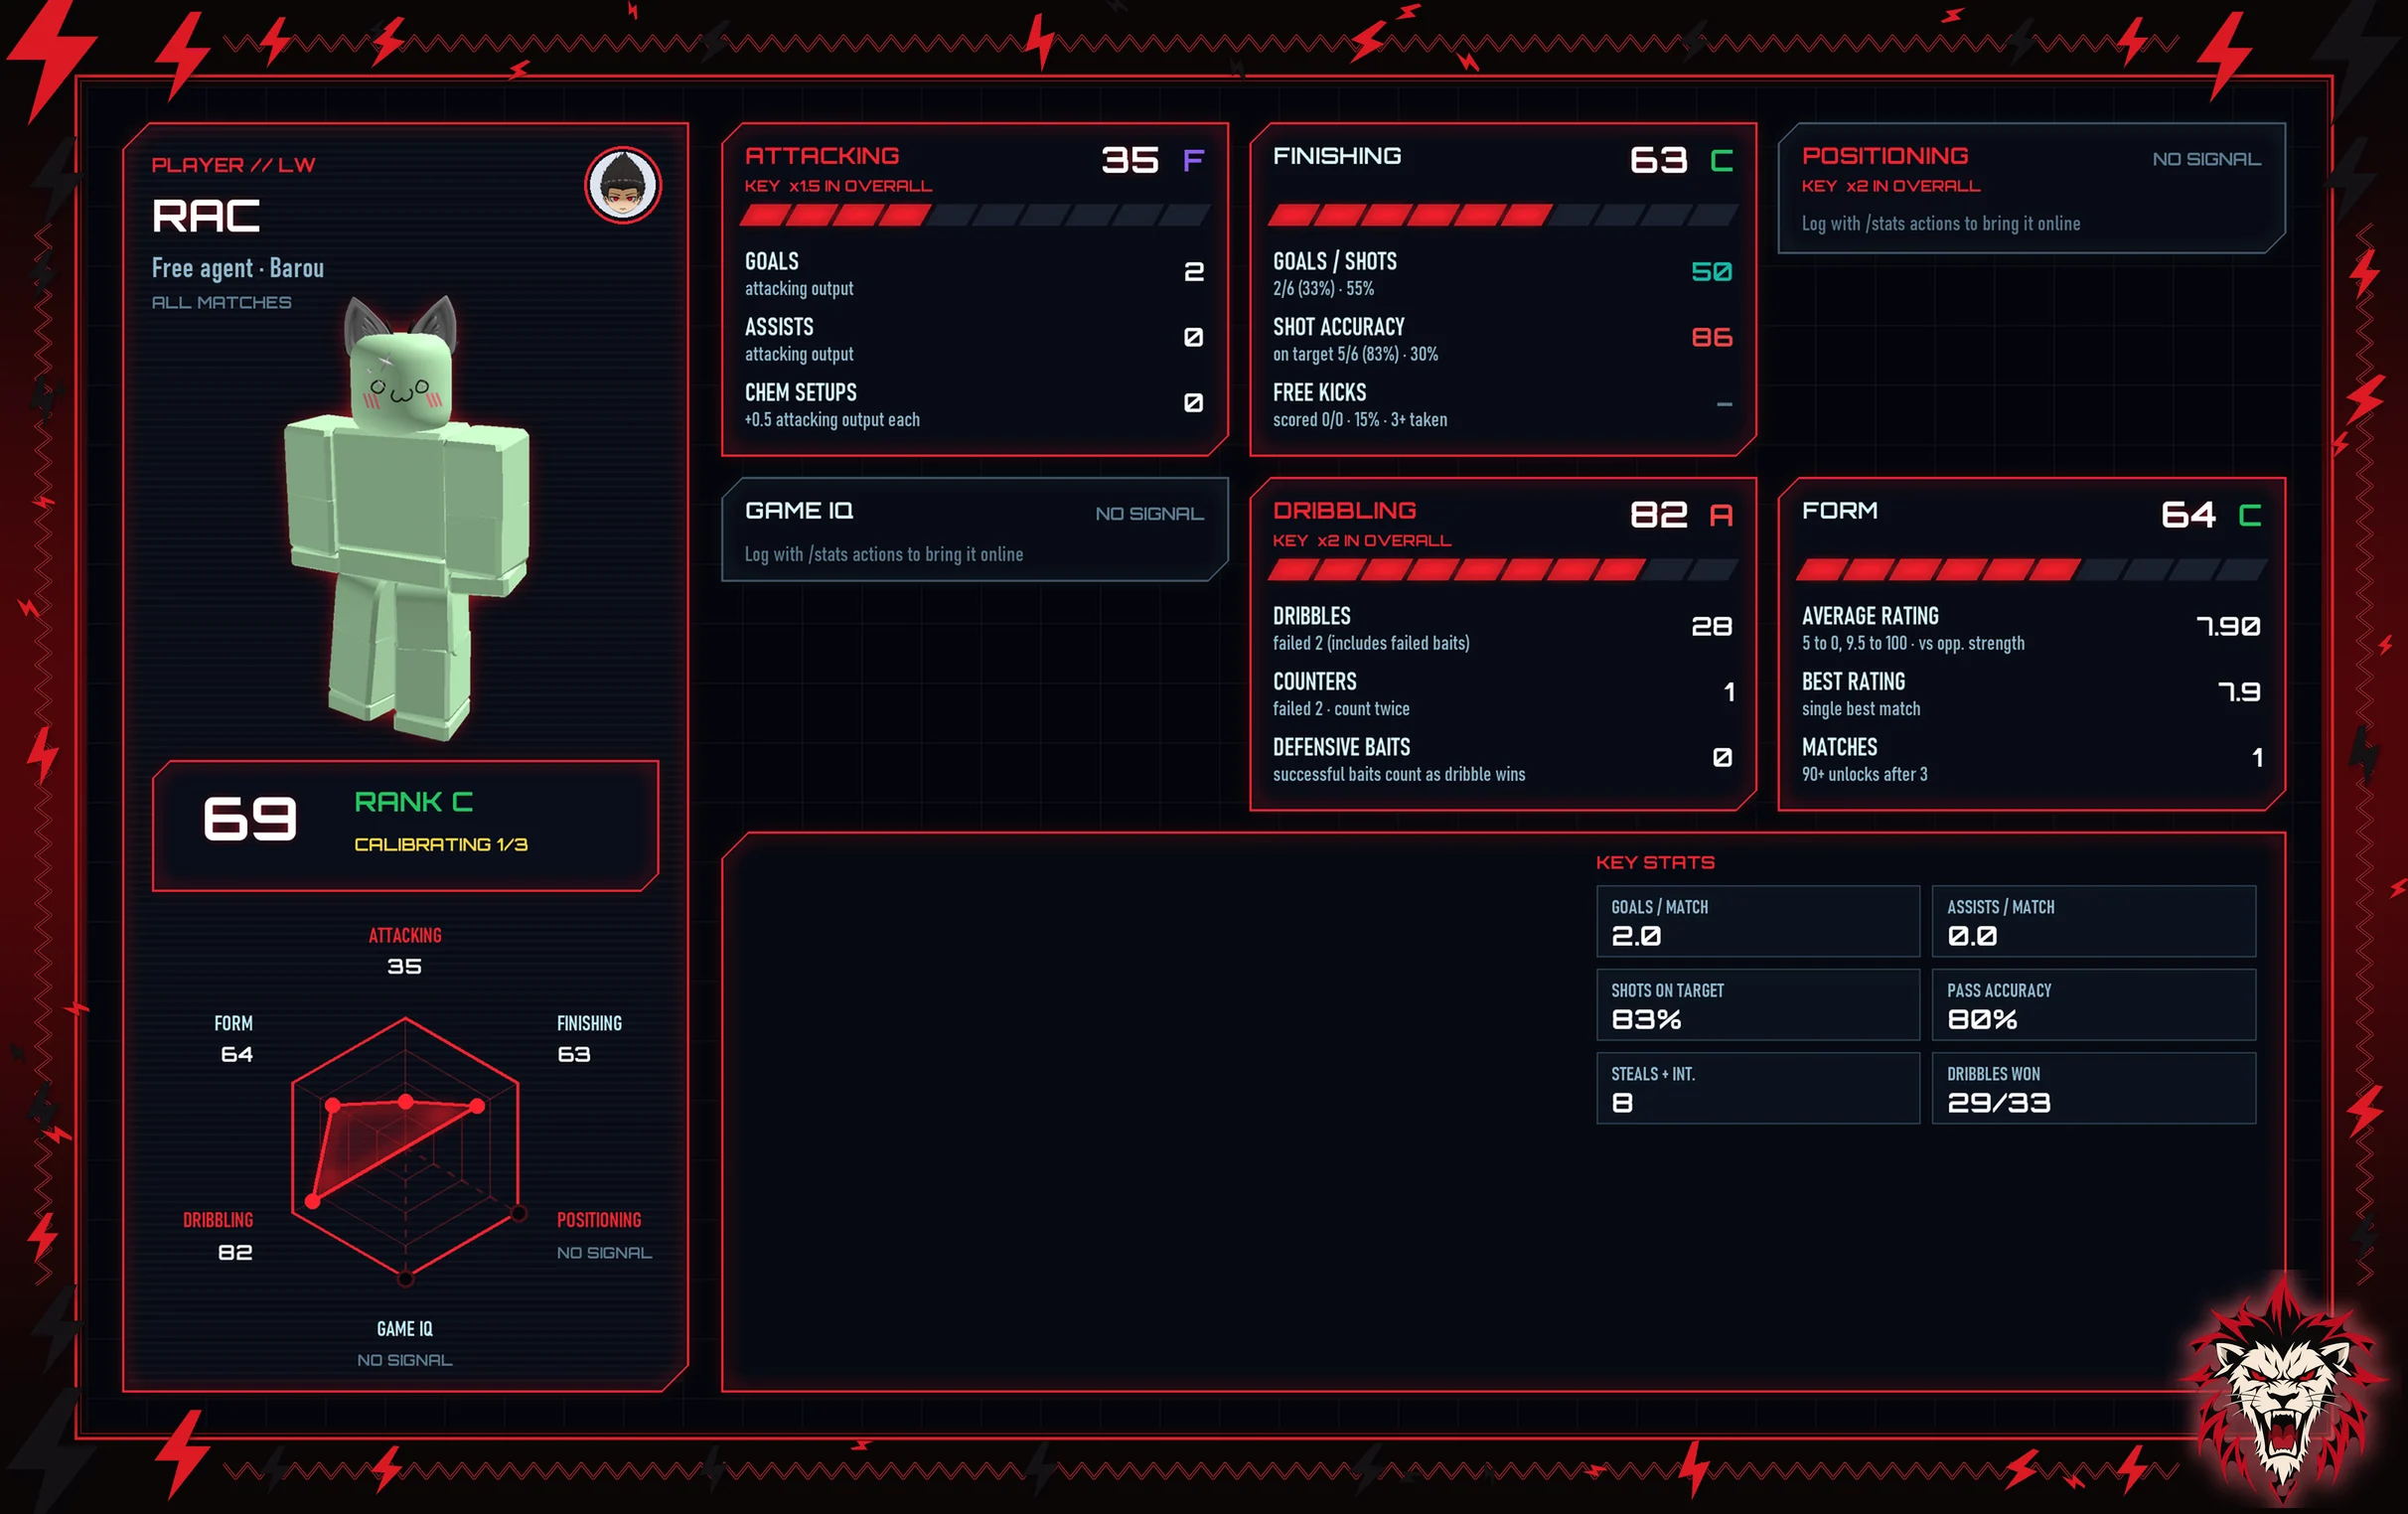 PLAYER // LW
RAC
Free agent · Barou
ALL MATCHES
69
RANK C
CALIBRATING 1/3
ATTACKING
35
FORM
64
FINISHING
63
DRIBBLING
82
POSITIONING
NO SIGNAL
GAME IQ
NO SIGNAL
ATTACKING 35 F
KEY x1.5 IN OVERALL
GOALS 2
attacking output
ASSISTS 0
attacking output
CHEM SETUPS 0
+0.5 attacking output each
FINISHING 63 C
GOALS / SHOTS 50
2/6 (33%) · 55%
SHOT ACCURACY 86
on target 5/6 (83%) · 30%
FREE KICKS –
scored 0/0 · 15% · 3+ taken
POSITIONING NO SIGNAL
KEY x2 IN OVERALL
Log with /stats actions to bring it online
GAME IQ NO SIGNAL
Log with /stats actions to bring it online
DRIBBLING 82 A
KEY x2 IN OVERALL
DRIBBLES 28
failed 2 (includes failed baits)
COUNTERS 1
failed 2 · count twice
DEFENSIVE BAITS 0
successful baits count as dribble wins
FORM 64 C
AVERAGE RATING 7.90
5 to 0, 9.5 to 100 · vs opp. strength
BEST RATING 7.9
single best match
MATCHES 1
90+ unlocks after 3
KEY STATS
GOALS / MATCH
2.0
ASSISTS / MATCH
0.0
SHOTS ON TARGET
83%
PASS ACCURACY
80%
STEALS + INT.
8
DRIBBLES WON
29/33